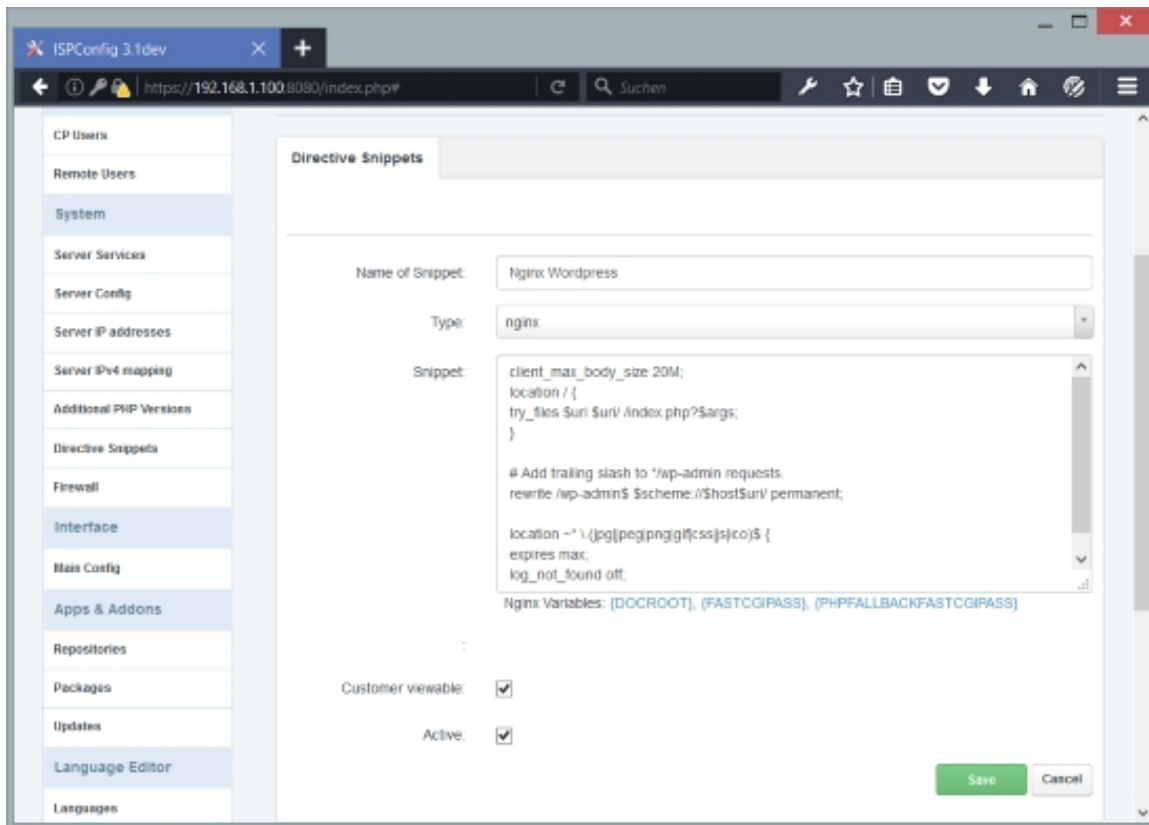 ISPConfig 3.1dev
https://192.168.1.100:8080/index.php#
Suchen
CP Users
Remote Users
System
Server Services
Server Config
Server IP addresses
Server IPv4 mapping
Additional PHP Versions
Directive Snippets
Firewall
Interface
Main Config
Apps & Addons
Repositories
Packages
Updates
Language Editor
Languages
Directive Snippets
Name of Snippet: Nginx Wordpress
Type: nginx
Snippet: client_max_body_size 20M;
location / {
try_files $uri $uri/ /index.php?$args;
}
# Add trailing slash to */wp-admin requests.
rewrite /wp-admin$ $scheme://$host$uri/ permanent;
location ~* \.(jpg|jpeg|png|gif|css|js|ico)$ {
expires max;
log_not_found off;
Nginx Variables: {DOCROOT}, {FASTCGIPASS}, {PHPFALLBACKFASTCGIPASS}
:
Customer viewable:
Active:
Save Cancel